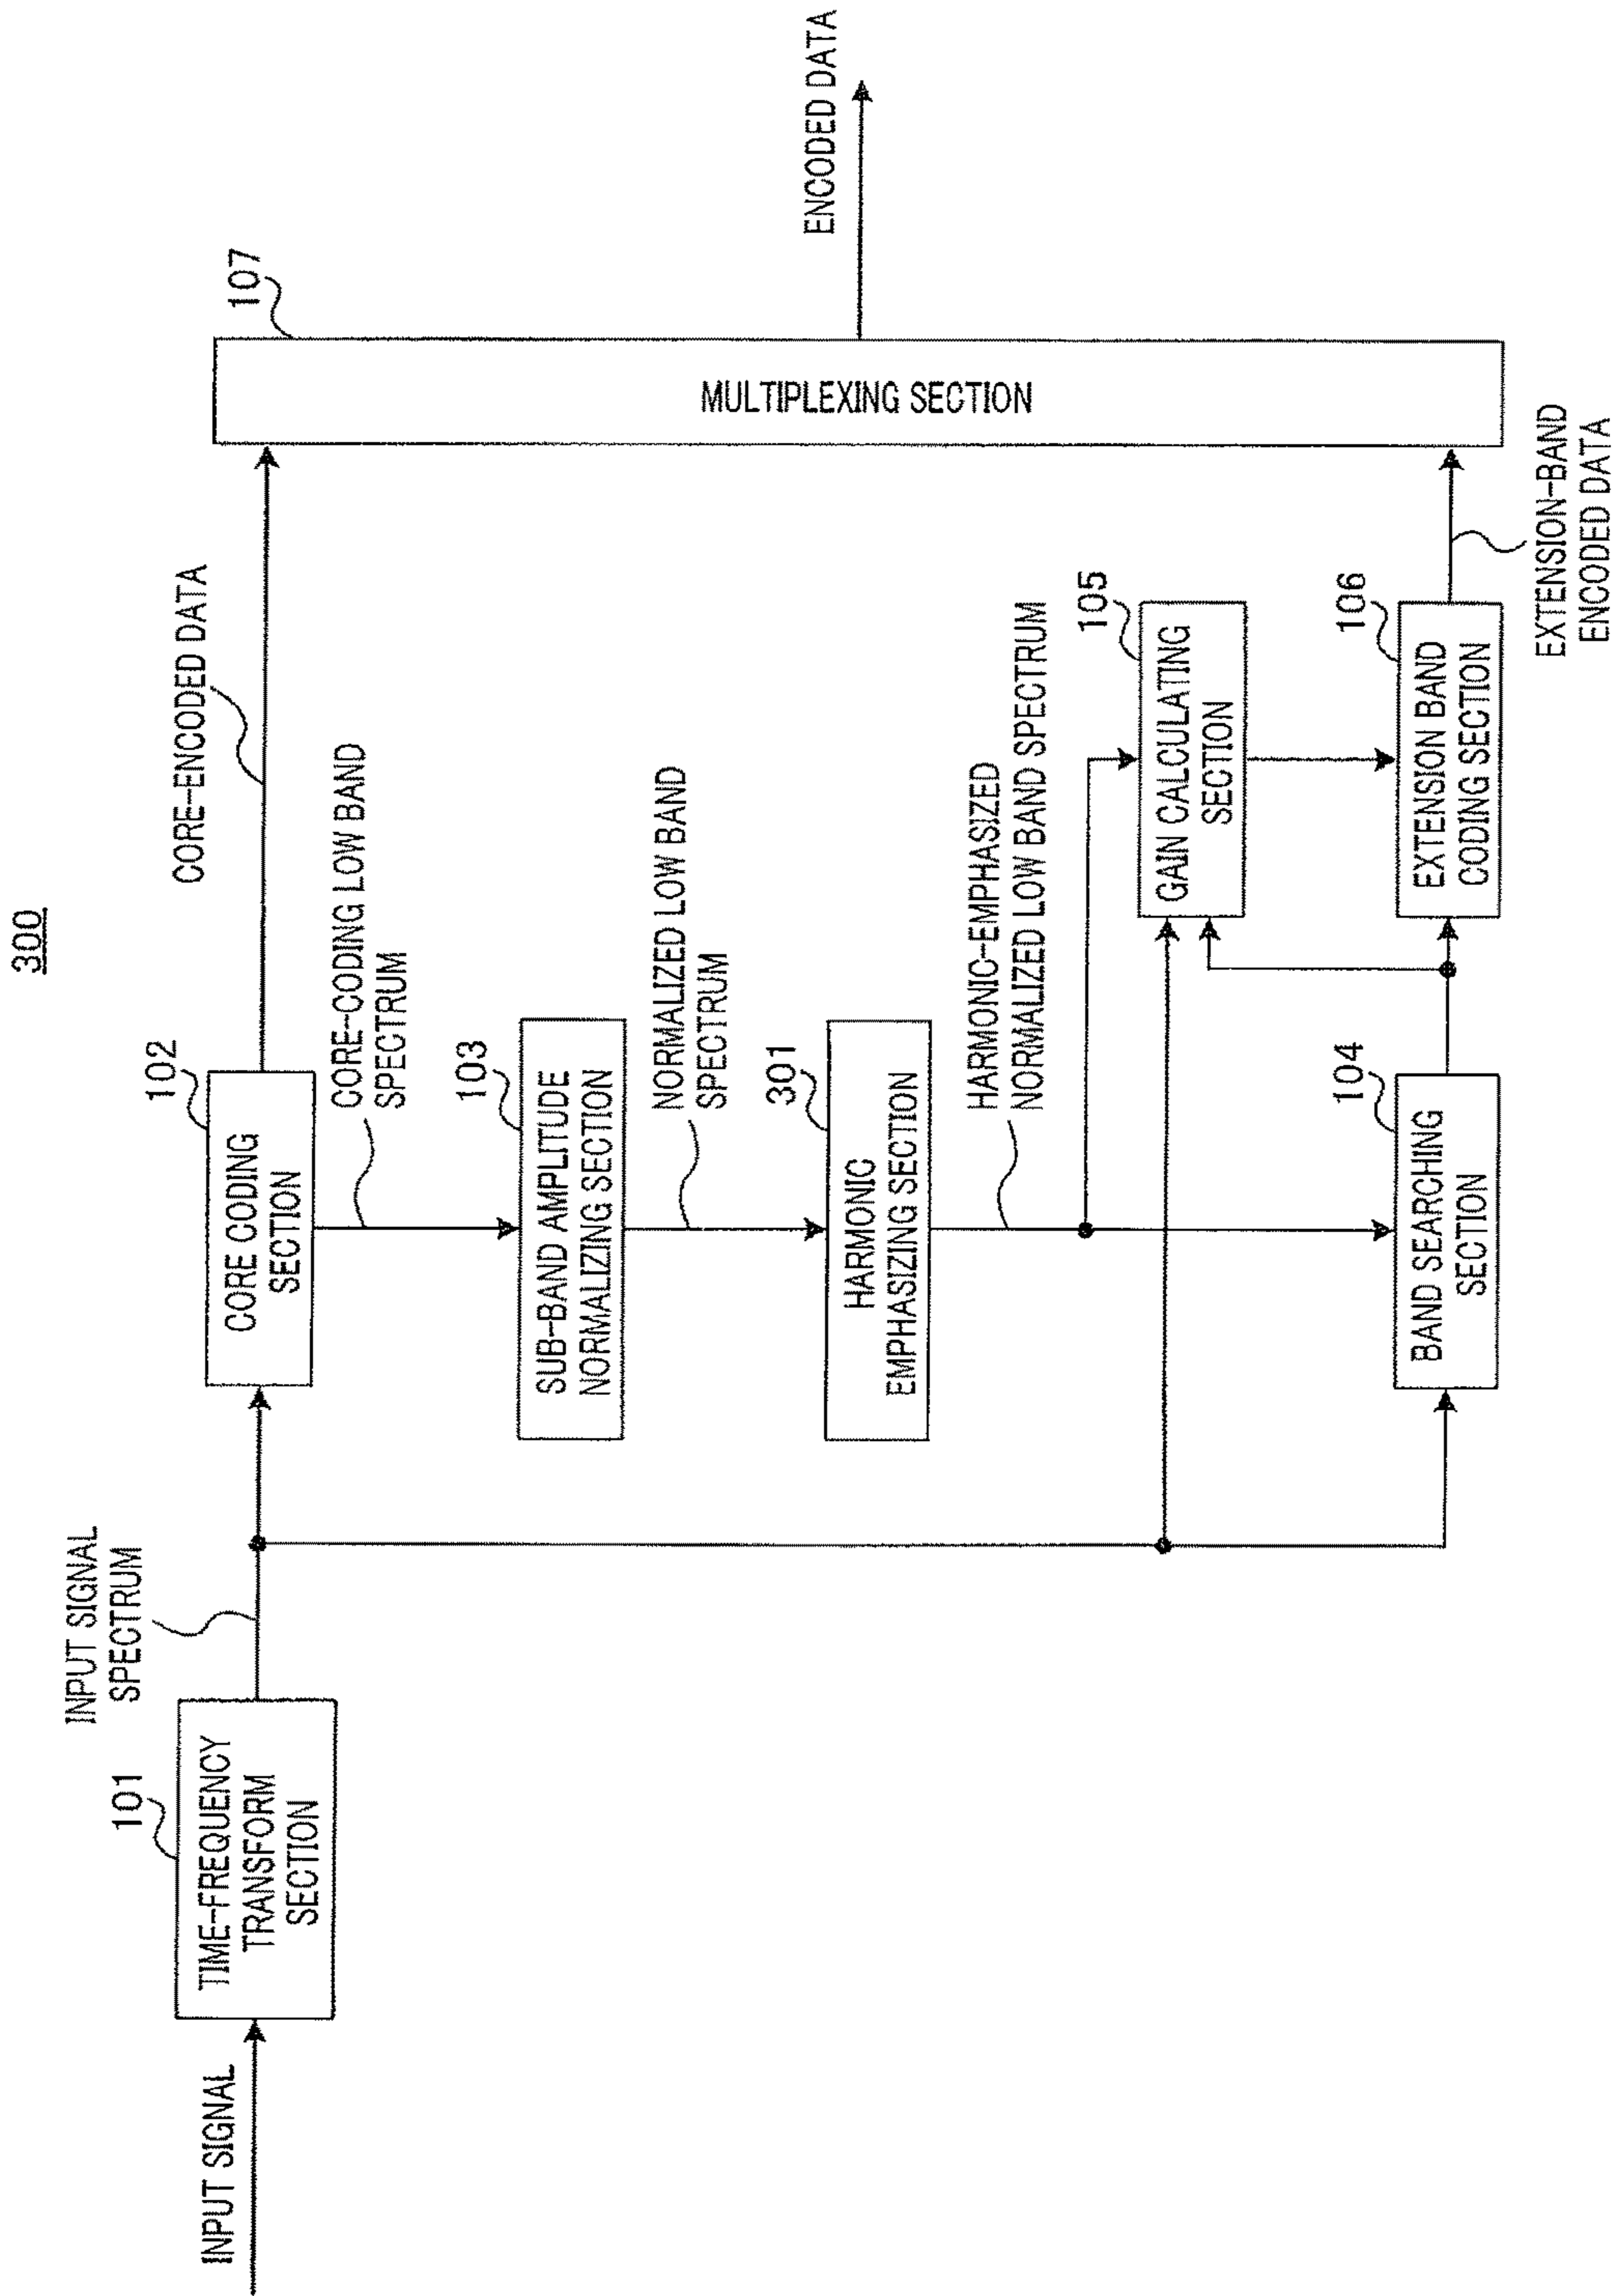 300
INPUT SIGNAL
101
TIME-FREQUENCY
TRANSFORM
SECTION
INPUT SIGNAL
SPECTRUM
102
CORE CODING
SECTION
CORE-ENCODED DATA
CORE-CODING LOW BAND
SPECTRUM
103
SUB-BAND AMPLITUDE
NORMALIZING SECTION
NORMALIZED LOW BAND
SPECTRUM
301
HARMONIC
EMPHASIZING SECTION
HARMONIC-EMPHASIZED
NORMALIZED LOW BAND SPECTRUM
104
BAND SEARCHING
SECTION
105
GAIN CALCULATING
SECTION
106
EXTENSION BAND
CODING SECTION
EXTENSION-BAND
ENCODED DATA
107
MULTIPLEXING SECTION
ENCODED DATA